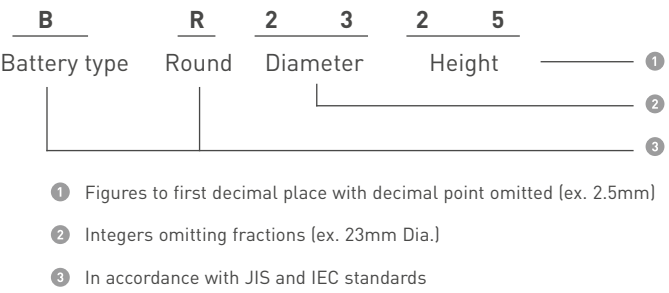 B R 2 3 2 5
Battery type Round Diameter Height 1
2
3
1 Figures to first decimal place with decimal point omitted (ex. 2.5mm)
2 Integers omitting fractions (ex. 23mm Dia.)
3 In accordance with JIS and IEC standards